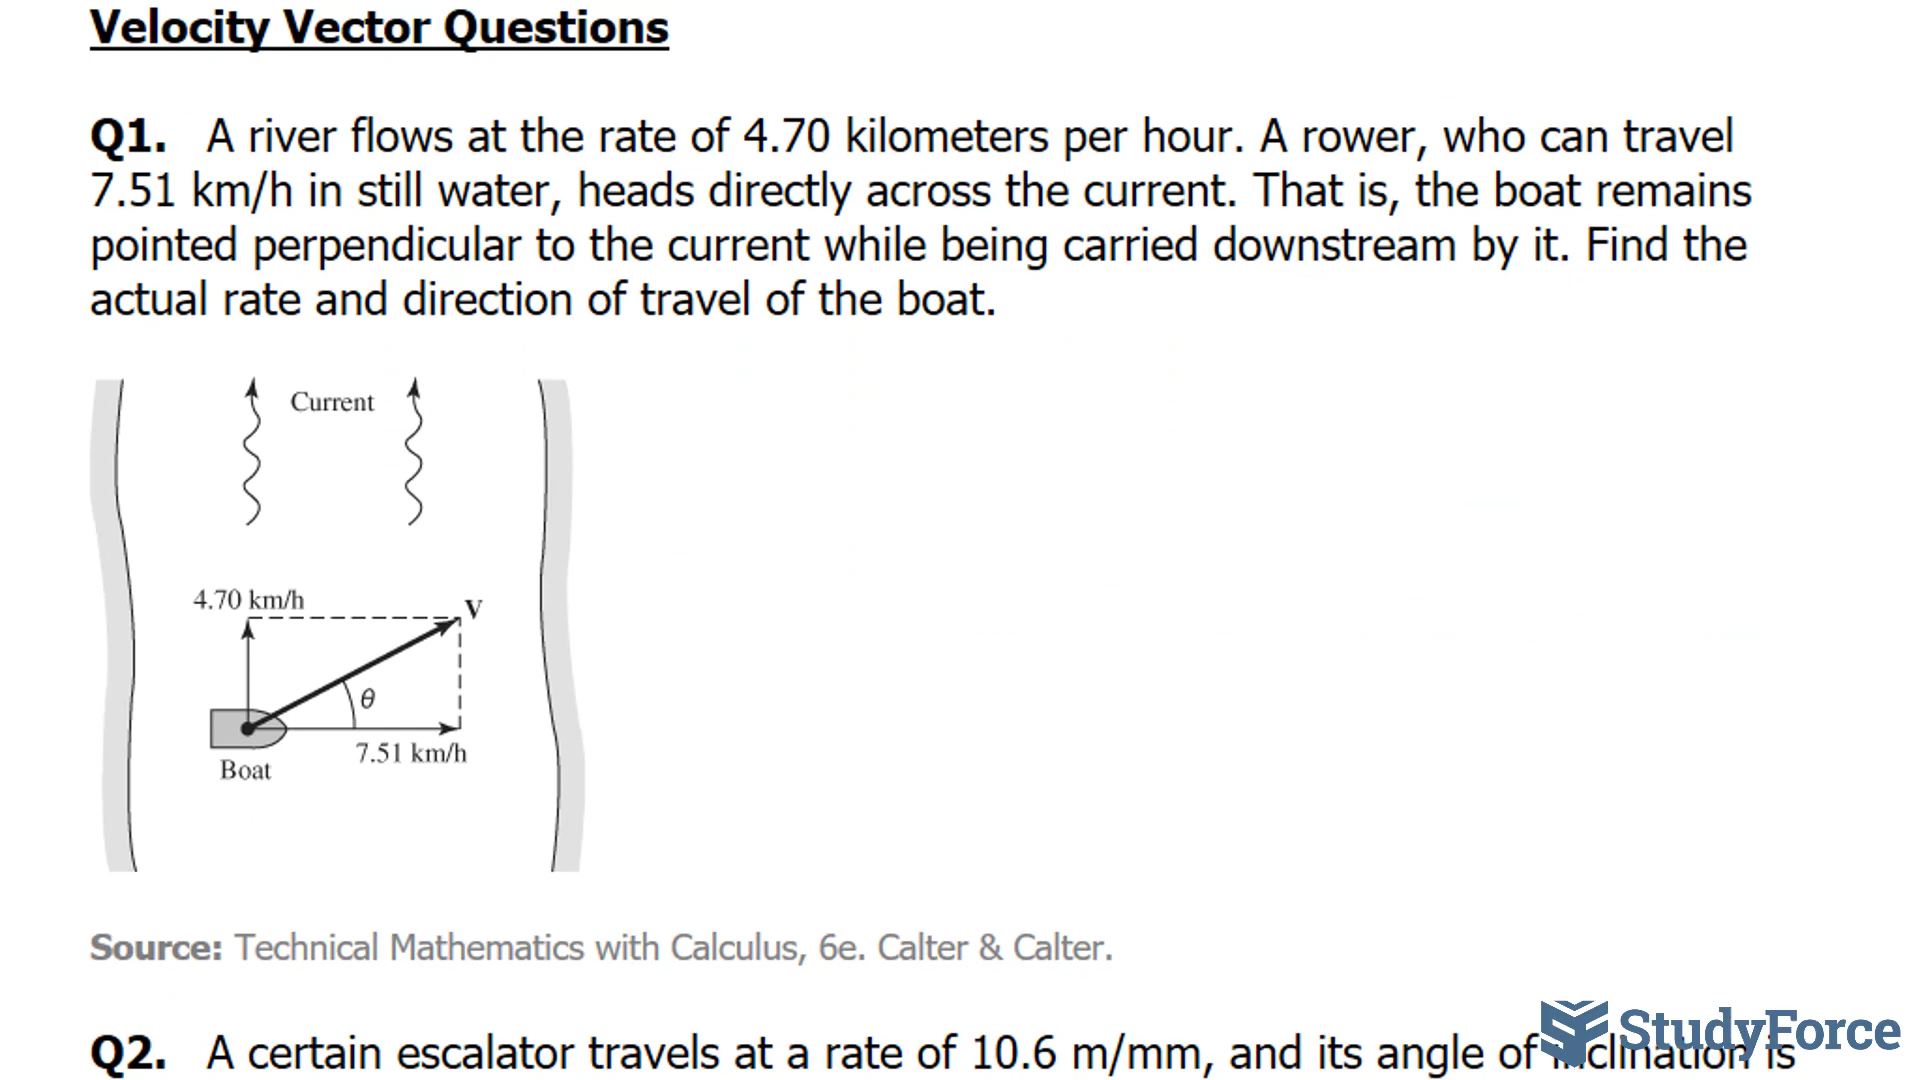 Velocity Vector Questions
Q1. A river flows at the rate of 4.70 kilometers per hour. A rower, who can travel
7.51 km/h in still water, heads directly across the current. That is, the boat remains
pointed perpendicular to the current while being carried downstream by it. Find the
actual rate and direction of travel of the boat.
Current
4.70 km/h
V
θ
7.51 km/h
Boat
Source: Technical Mathematics with Calculus, 6e. Calter & Calter.
Q2. A certain escalator travels at a rate of 10.6 m/mm, and its angle of inclination is
StudyForce